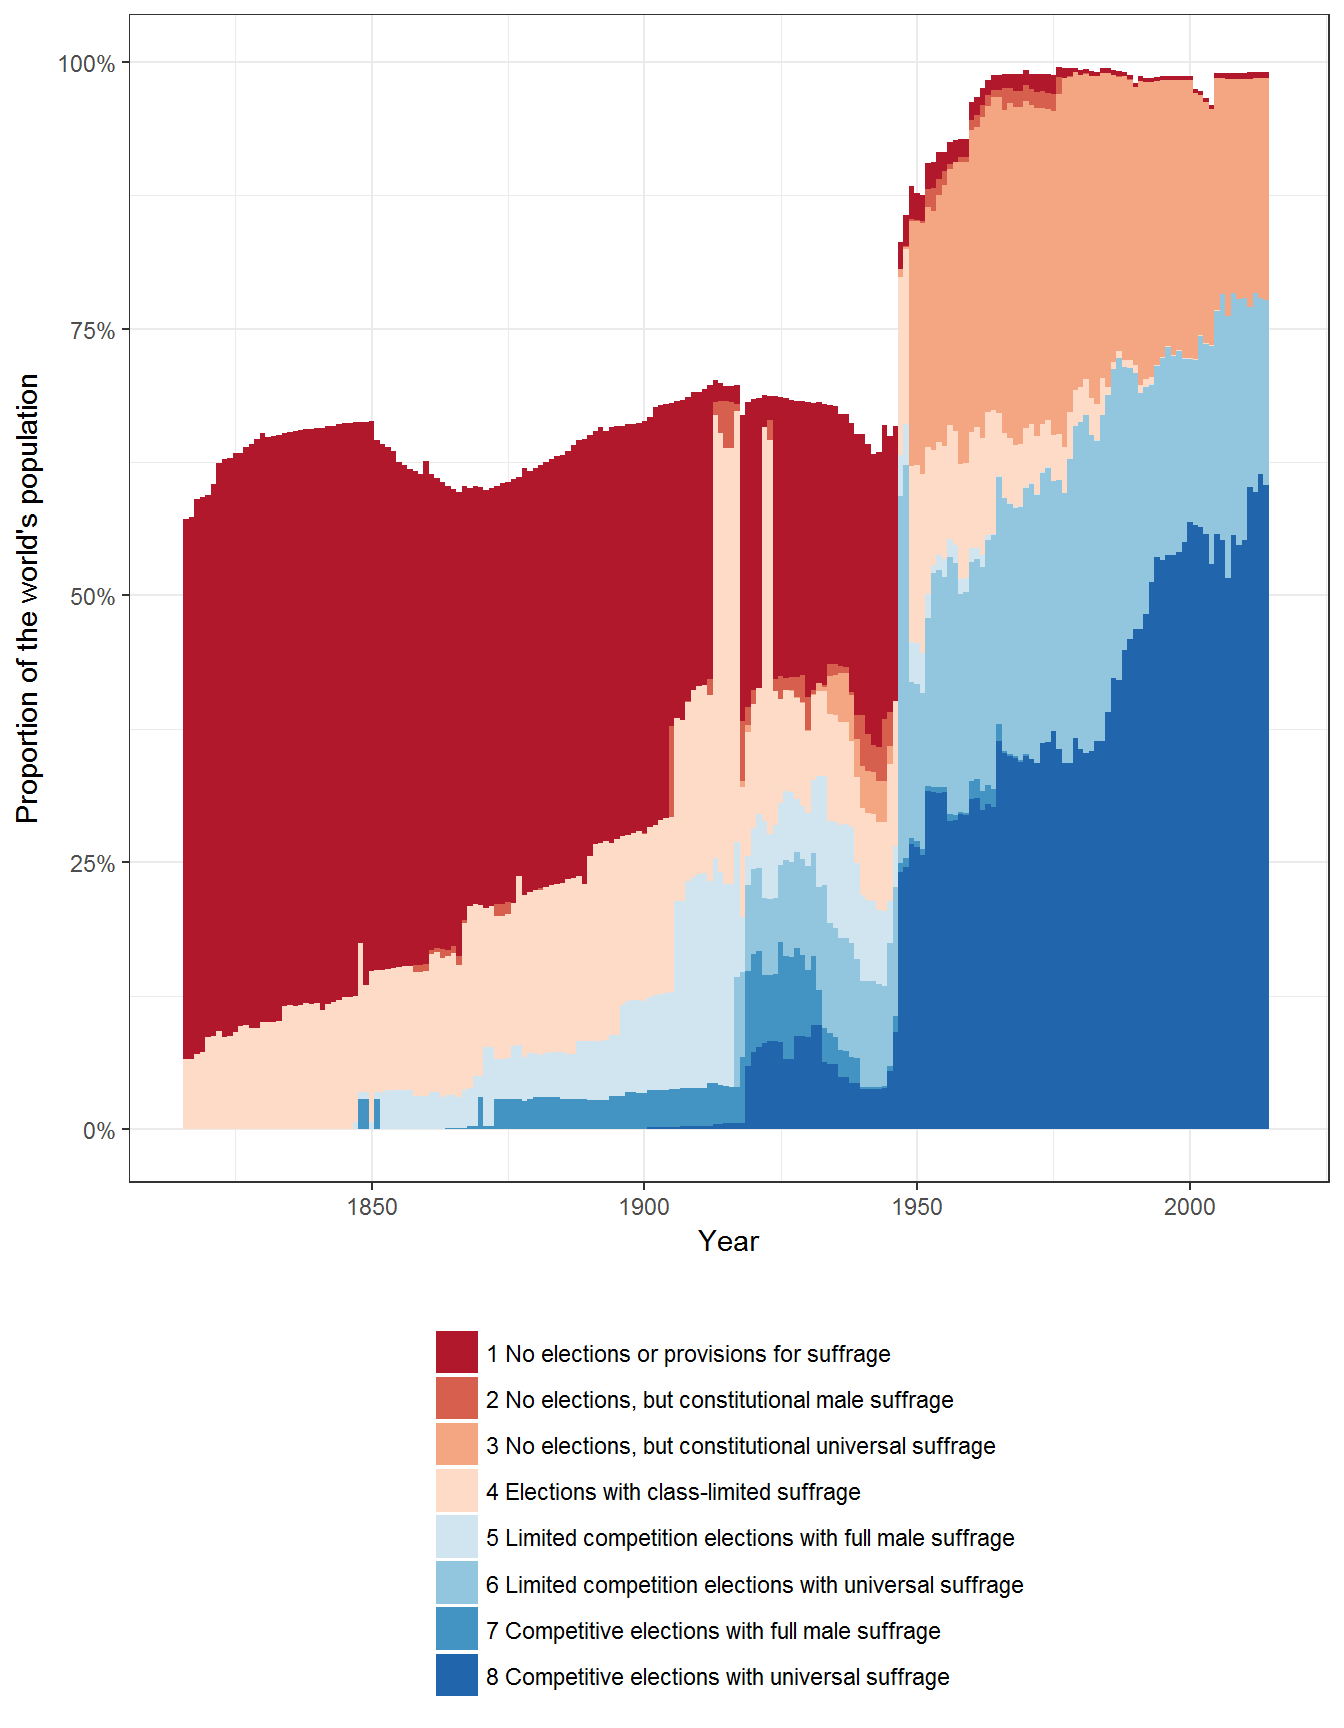 100%
75%
50%
25%
0%
Proportion of the world's population
1850
1900
1950
2000
Year
1 No elections or provisions for suffrage
2 No elections, but constitutional male suffrage
3 No elections, but constitutional universal suffrage
4 Elections with class-limited suffrage
5 Limited competition elections with full male suffrage
6 Limited competition elections with universal suffrage
7 Competitive elections with full male suffrage
8 Competitive elections with universal suffrage